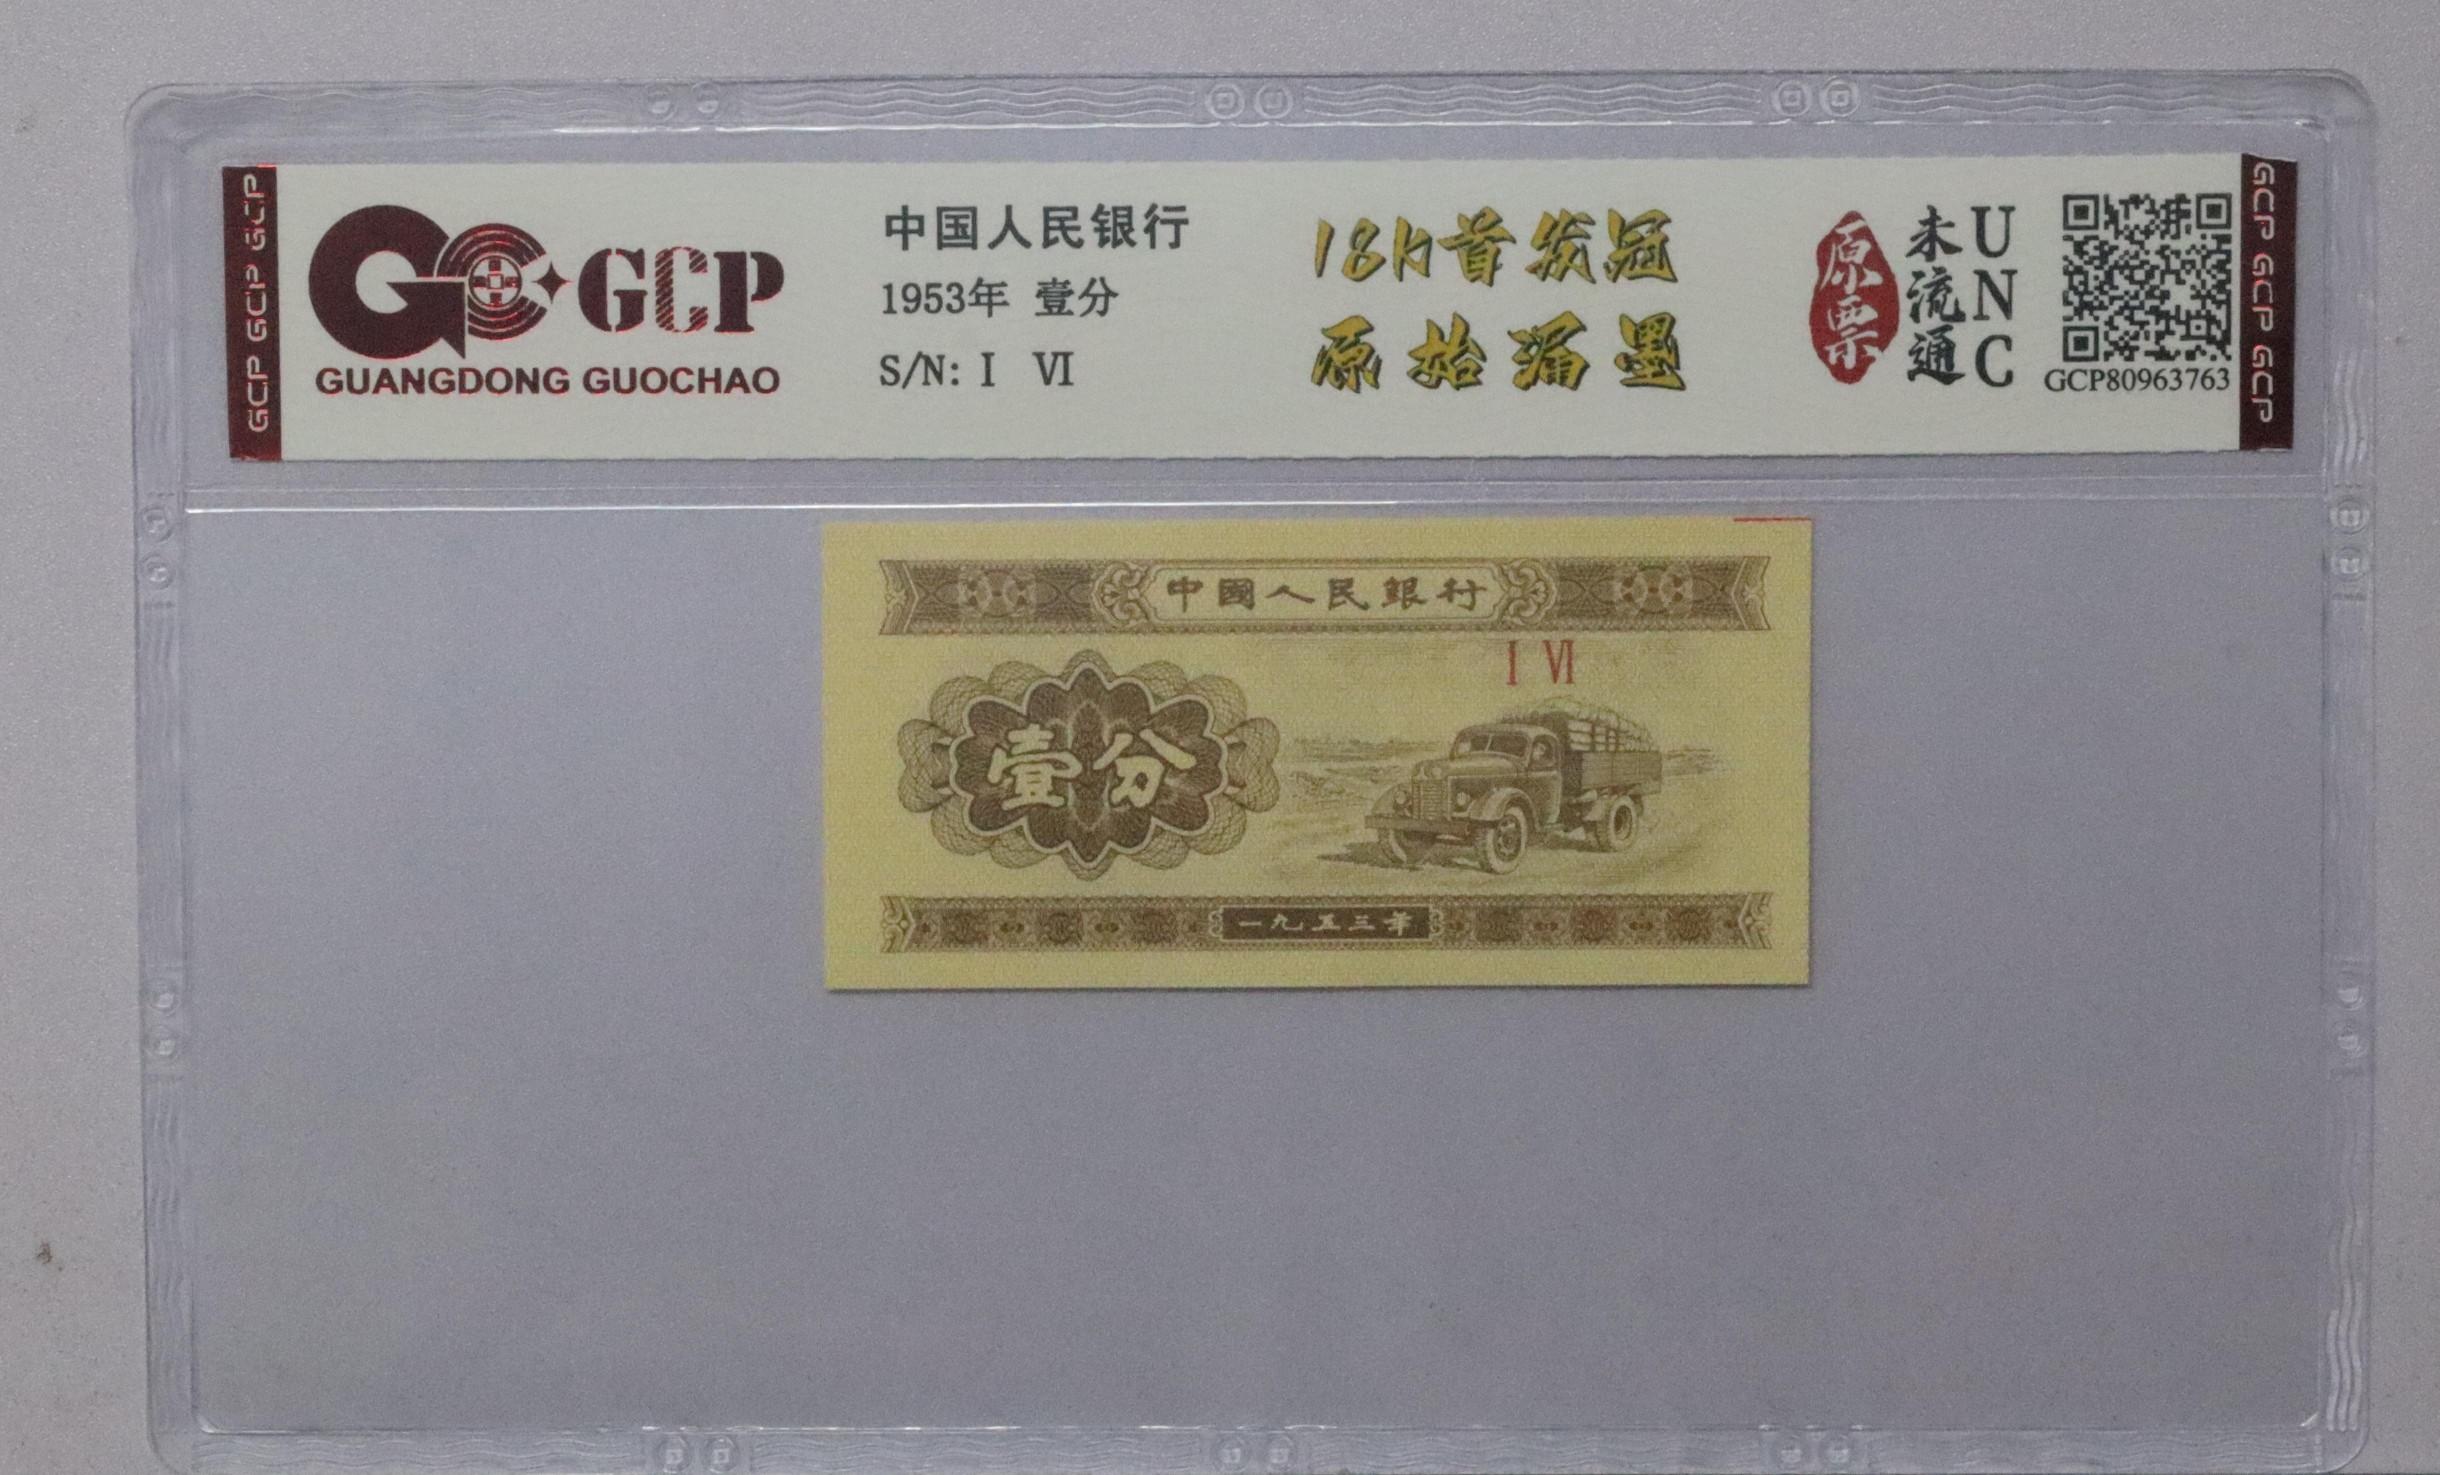 GCP GCP GCP
GCP
GUANGDONG GUOCHAO
中国人民银行
1953年 壹分
S/N: I VI
18h首发冠
原始漏墨
原票
未流通
UNC
GCP80963763
GCP GCP GCP
中國人民銀行
I VI
壹分
一九五三年